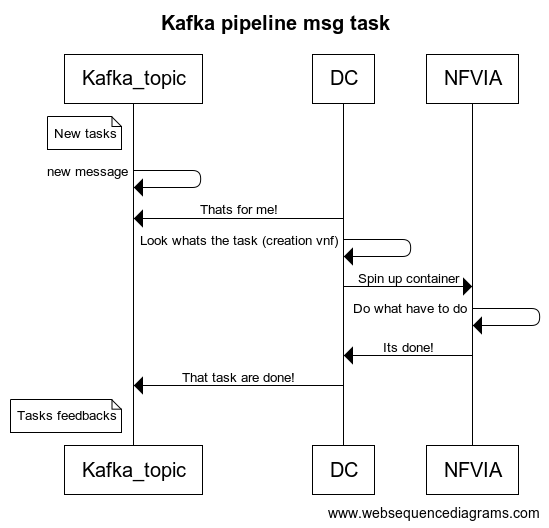 Kafka pipeline msg task
Kafka_topic
DC
NFVIA
New tasks
new message
Thats for me!
Look whats the task (creation vnf)
Spin up container
Do what have to do
Its done!
That task are done!
Tasks feedbacks
Kafka_topic
DC
NFVIA
www.websequencediagrams.com